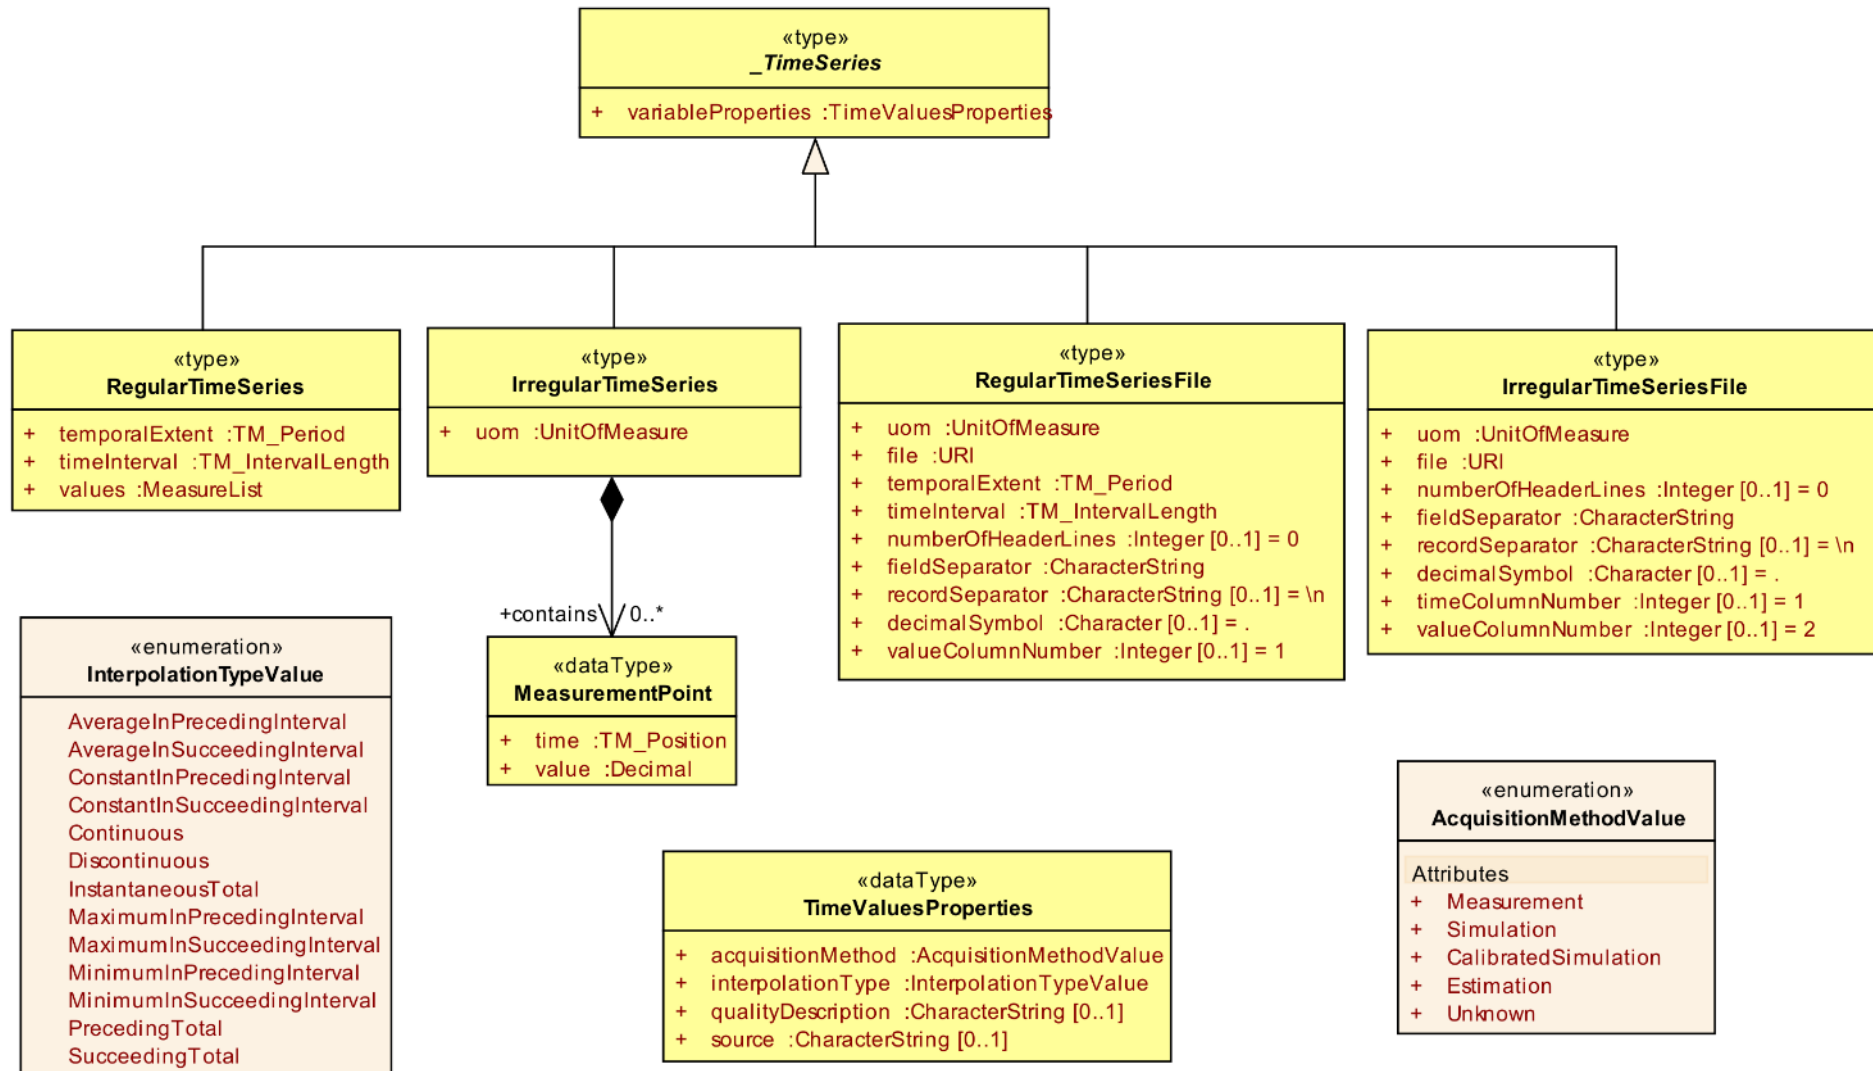 «type»
_TimeSeries
+ variableProperties :TimeValuesProperties
«type»
RegularTimeSeries
+ temporalExtent :TM_Period
+ timeInterval :TM_IntervalLength
+ values :MeasureList
«type»
IrregularTimeSeries
+ uom :UnitOfMeasure
«type»
RegularTimeSeriesFile
+ uom :UnitOfMeasure
+ file :URI
+ temporalExtent :TM_Period
+ timeInterval :TM_IntervalLength
+ numberOfHeaderLines :Integer [0..1] = 0
+ fieldSeparator :CharacterString
+ recordSeparator :CharacterString [0..1] = \n
+ decimalSymbol :Character [0..1] = .
+ valueColumnNumber :Integer [0..1] = 1
«type»
IrregularTimeSeriesFile
+ uom :UnitOfMeasure
+ file :URI
+ numberOfHeaderLines :Integer [0..1] = 0
+ fieldSeparator :CharacterString
+ recordSeparator :CharacterString [0..1] = \n
+ decimalSymbol :Character [0..1] = .
+ timeColumnNumber :Integer [0..1] = 1
+ valueColumnNumber :Integer [0..1] = 2
+contains 0..*
«dataType»
MeasurementPoint
+ time :TM_Position
+ value :Decimal
«enumeration»
InterpolationTypeValue
AverageInPrecedingInterval
AverageInSucceedingInterval
ConstantInPrecedingInterval
ConstantInSucceedingInterval
Continuous
Discontinuous
InstantaneousTotal
MaximumInPrecedingInterval
MaximumInSucceedingInterval
MinimumInPrecedingInterval
MinimumInSucceedingInterval
PrecedingTotal
SucceedingTotal
«dataType»
TimeValuesProperties
+ acquisitionMethod :AcquisitionMethodValue
+ interpolationType :InterpolationTypeValue
+ qualityDescription :CharacterString [0..1]
+ source :CharacterString [0..1]
«enumeration»
AcquisitionMethodValue
Attributes
+ Measurement
+ Simulation
+ CalibratedSimulation
+ Estimation
+ Unknown